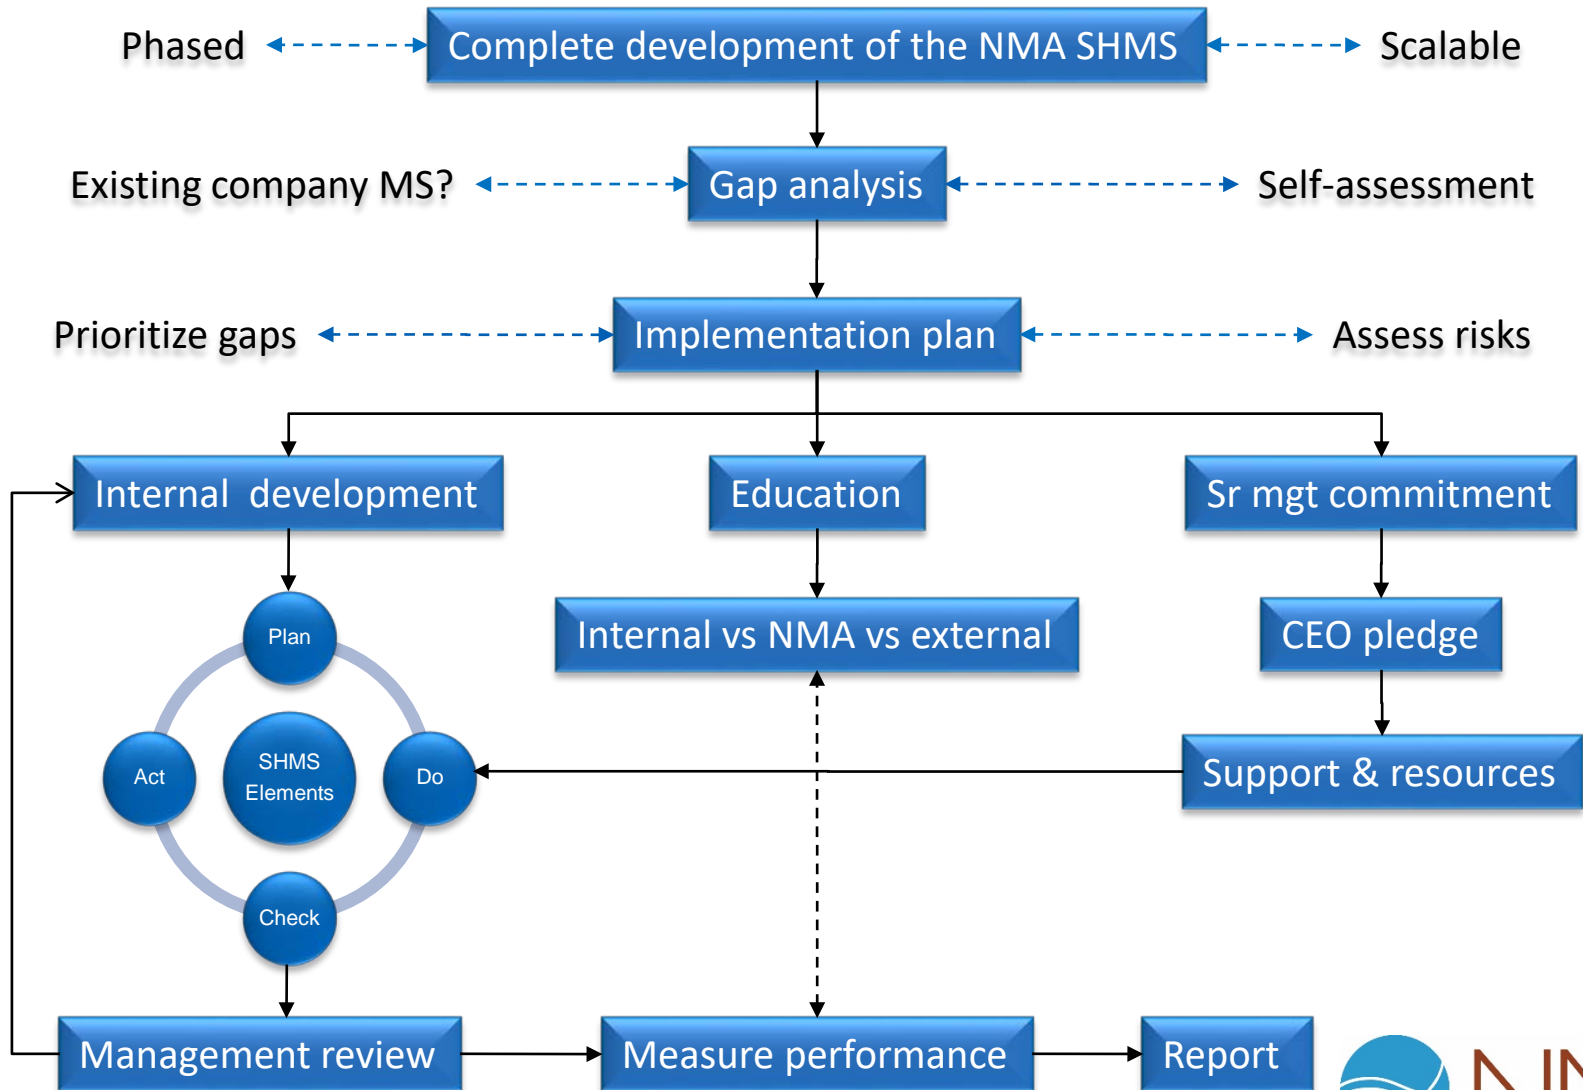 Phased
Complete development of the NMA SHMS
Scalable
Existing company MS?
Gap analysis
Self-assessment
Prioritize gaps
Implementation plan
Assess risks
Internal development
Education
Sr mgt commitment
Plan
Internal vs NMA vs external
CEO pledge
Act
SHMS
Elements
Do
Support & resources
Check
Management review
Measure performance
Report